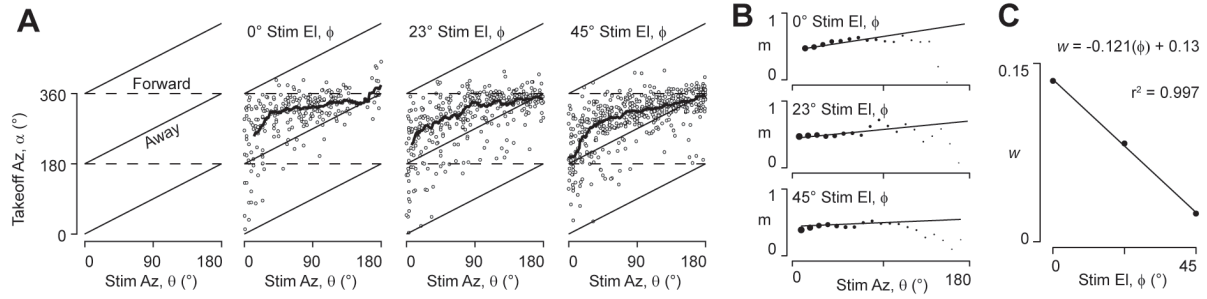 A
0° Stim El, ϕ
23° Stim El, ϕ
45° Stim El, ϕ
Forward
Away
Takeoff Az, α (°)
360
180
0
0 90 180
0 90 180
0 90 180
0 90 180
Stim Az, θ (°)
Stim Az, θ (°)
Stim Az, θ (°)
Stim Az, θ (°)
B
0° Stim El, ϕ
1
m
0
23° Stim El, ϕ
1
m
0
45° Stim El, ϕ
1
m
0
0 90 180
Stim Az, θ (°)
C
w = -0.121(ϕ) + 0.13
r² = 0.997
0.15
w
0
0 45
Stim El, ϕ (°)